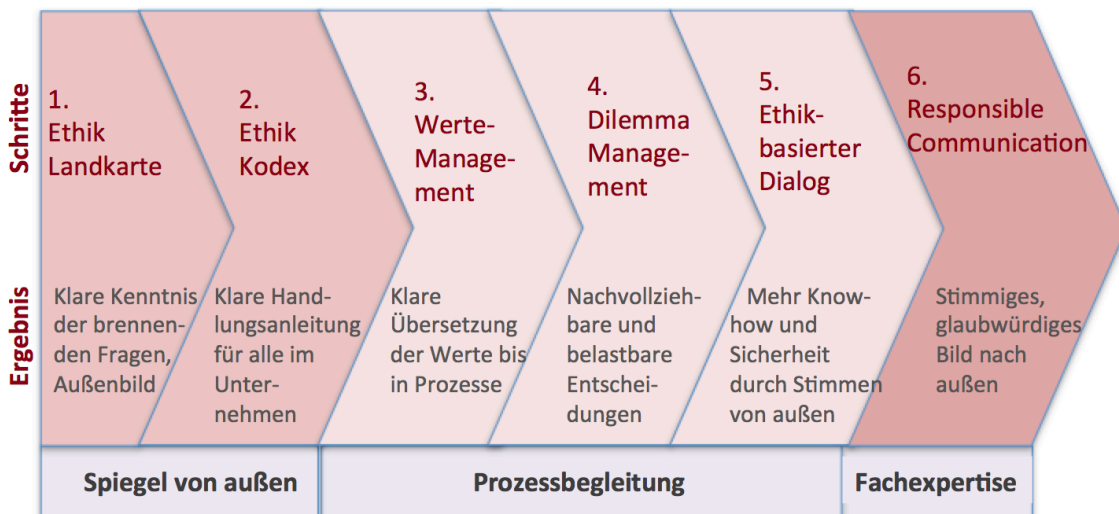 Schritte
1.
Ethik
Landkarte
2.
Ethik
Kodex
3.
Werte-
Manage-
ment
4.
Dilemma
Manage-
ment
5.
Ethik-
basierter
Dialog
6.
Responsible
Communication
Ergebnis
Klare Kenntnis
der brennen-
den Fragen,
Außenbild
Klare Hand-
lungsanleitung
für alle im
Unter-
nehmen
Klare
Übersetzung
der Werte bis
in Prozesse
Nachvollzieh-
bare und
belastbare
Entschei-
dungen
Mehr Know-
how und
Sicherheit
durch Stimmen
von außen
Stimmiges,
glaubwürdiges
Bild nach
außen
Spiegel von außen
Prozessbegleitung
Fachexpertise